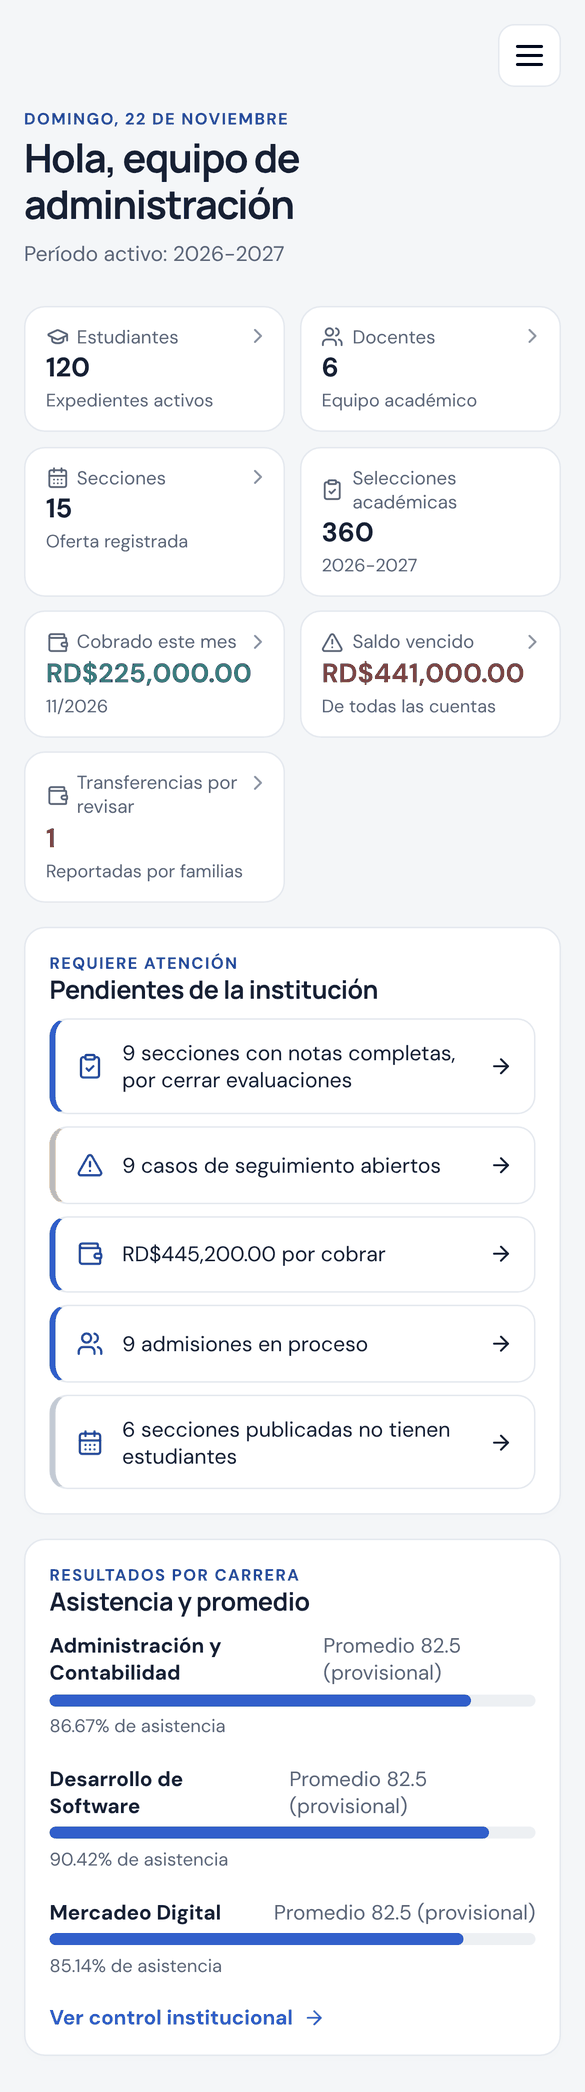 DOMINGO, 22 DE NOVIEMBRE
Hola, equipo de
administración
Período activo: 2026-2027
Estudiantes
120
Expedientes activos
Docentes
6
Equipo académico
Secciones
15
Oferta registrada
Selecciones
académicas
360
2026-2027
Cobrado este mes
RD$225,000.00
11/2026
Saldo vencido
RD$441,000.00
De todas las cuentas
Transferencias por
revisar
1
Reportadas por familias
REQUIERE ATENCIÓN
Pendientes de la institución
9 secciones con notas completas,
por cerrar evaluaciones
9 casos de seguimiento abiertos
RD$445,200.00 por cobrar
9 admisiones en proceso
6 secciones publicadas no tienen
estudiantes
RESULTADOS POR CARRERA
Asistencia y promedio
Administración y
Contabilidad
Promedio 82.5
(provisional)
86.67% de asistencia
Desarrollo de
Software
Promedio 82.5
(provisional)
90.42% de asistencia
Mercadeo Digital
Promedio 82.5 (provisional)
85.14% de asistencia
Ver control institucional